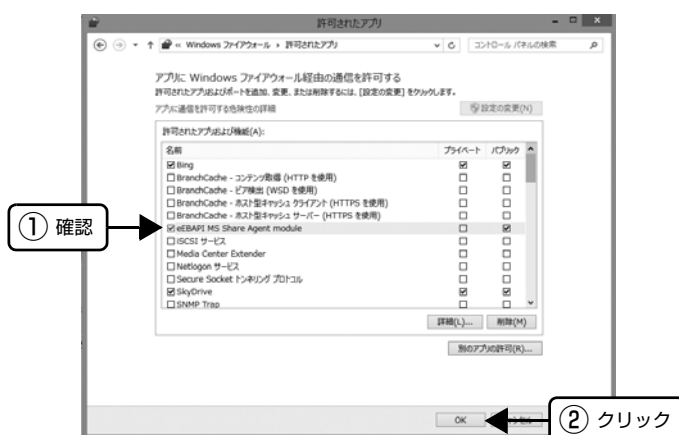 許可されたアプリ
« Windows ファイアウォール › 許可されたアプリ
コントロール パネルの検索
アプリに Windows ファイアウォール経由の通信を許可する
許可されたアプリおよびポートを追加、変更、または削除するには、[設定の変更] をクリックします。
アプリに通信を許可する危険性の詳細
設定の変更(N)
許可されたアプリおよび機能(A):
名前 プライベート パブリック
Bing
BranchCache - コンテンツ取得 (HTTP を使用)
BranchCache - ピア検出 (WSD を使用)
BranchCache - ホスト型キャッシュ クライアント (HTTPS を使用)
BranchCache - ホスト型キャッシュ サーバー (HTTPS を使用)
① 確認
eEBAPI MS Share Agent module
iSCSI サービス
Media Center Extender
Netlogon サービス
Secure Socket トンネリング プロトコル
SkyDrive
SNMP Trap
詳細(L)... 削除(M)
別のアプリの許可(R)...
OK
② クリック